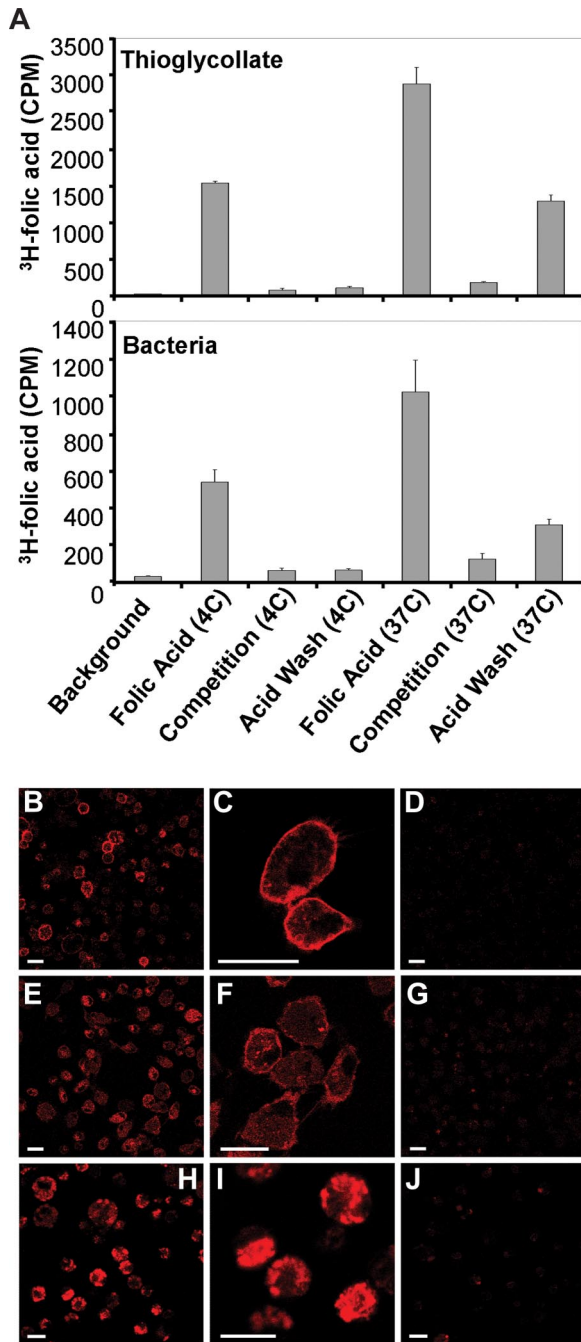 A
Thioglycollate
³H-folic acid (CPM)
3500
3000
2500
2000
1500
1000
500
0
Bacteria
³H-folic acid (CPM)
1400
1200
1000
800
600
400
200
0
Background
Folic Acid (4C)
Competition (4C)
Acid Wash (4C)
Folic Acid (37C)
Competition (37C)
Acid Wash (37C)
B
C
D
E
F
G
H
I
J